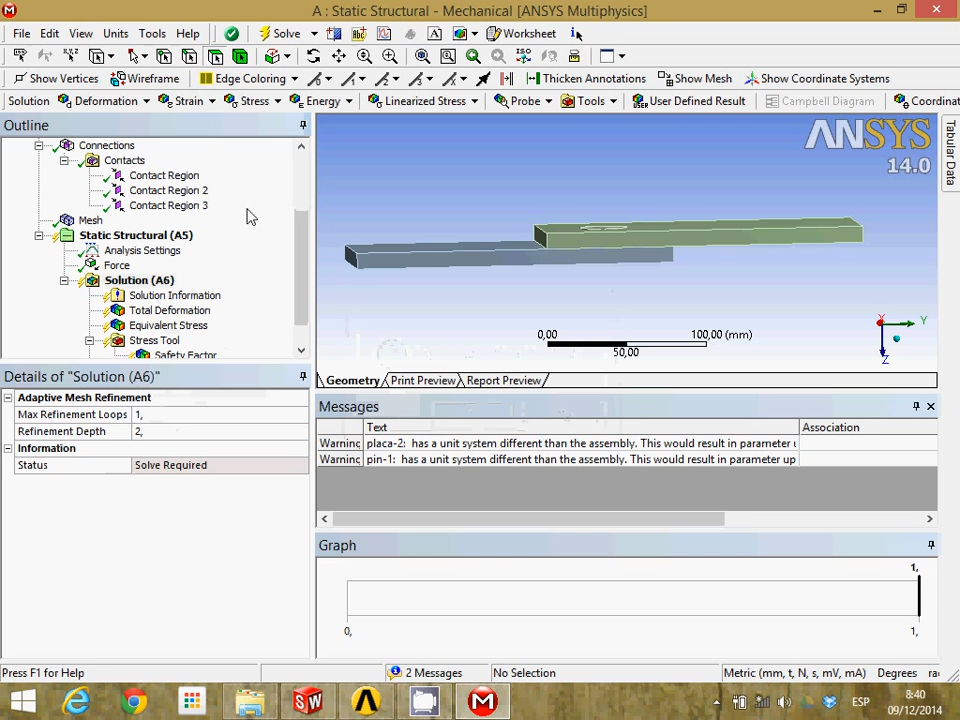 A : Static Structural - Mechanical [ANSYS Multiphysics]
File Edit View Units Tools Help Solve Worksheet
Show Vertices Wireframe Edge Coloring Thicken Annotations Show Mesh Show Coordinate Systems
Solution Deformation Strain Stress Energy Linearized Stress Probe Tools User Defined Result Campbell Diagram Coordinat
Outline
Connections
Contacts
Contact Region
Contact Region 2
Contact Region 3
Mesh
Static Structural (A5)
Analysis Settings
Force
Solution (A6)
Solution Information
Total Deformation
Equivalent Stress
Stress Tool
Safety Factor
ANSYS
14.0
Tabular Data
X
Y
Z
0,00 100,00 (mm)
50,00
Geometry Print Preview Report Preview
Details of "Solution (A6)"
Adaptive Mesh Refinement
Max Refinement Loops 1,
Refinement Depth 2,
Information
Status Solve Required
Messages
Text Association
Warning placa-2: has a unit system different than the assembly. This would result in parameter u
Warning pin-1: has a unit system different than the assembly. This would result in parameter up
Graph
1,
0, 1,
Press F1 for Help 2 Messages No Selection Metric (mm, t, N, s, mV, mA) Degrees ra
ESP
8:40
09/12/2014